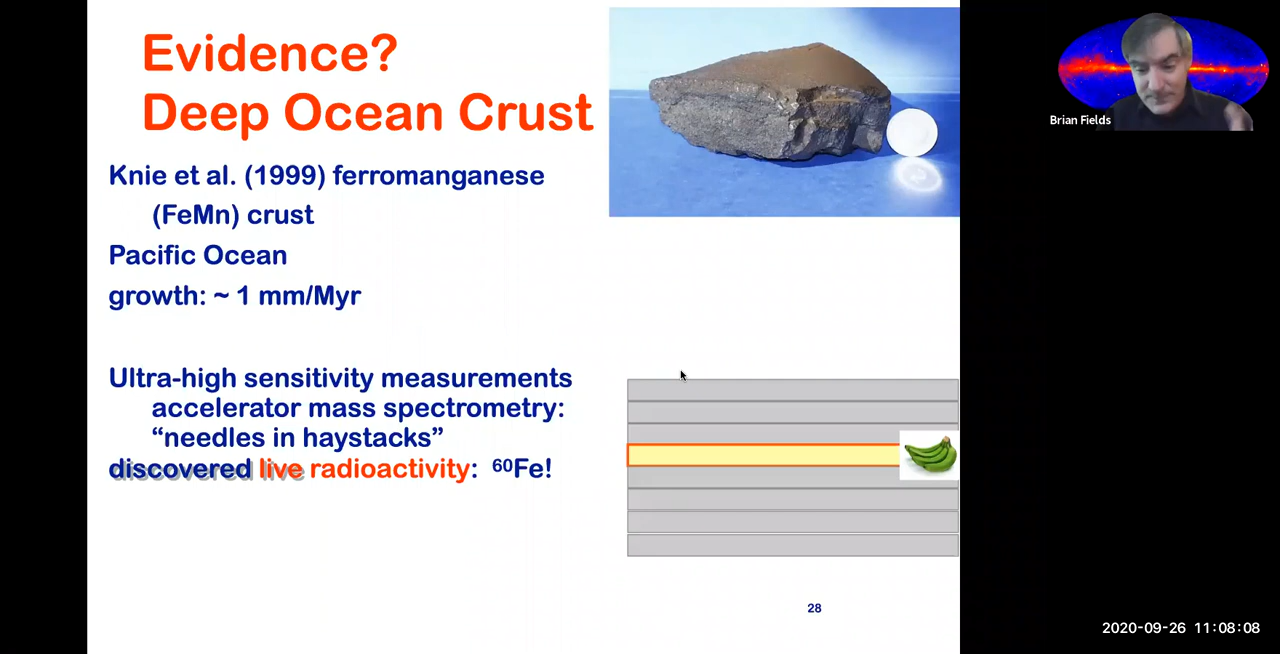 Evidence?
Deep Ocean Crust
Knie et al. (1999) ferromanganese
(FeMn) crust
Pacific Ocean
growth: ~ 1 mm/Myr
Ultra-high sensitivity measurements
accelerator mass spectrometry:
“needles in haystacks”
discovered live radioactivity: ⁶⁰Fe!
28
Brian Fields
2020-09-26 11:08:08